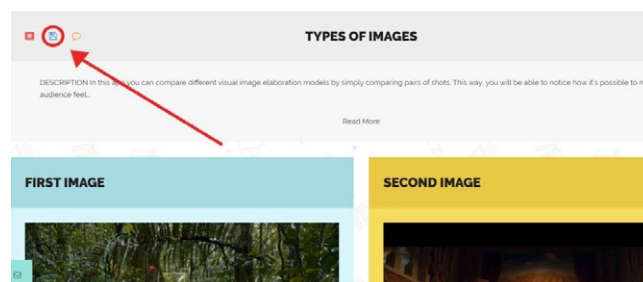 TYPES OF IMAGES
DESCRIPTION In this app you can compare different visual image elaboration models by simply comparing pairs of shots. This way, you will be able to notice how it's possible to
audience feel...
Read More
FIRST IMAGE
SECOND IMAGE